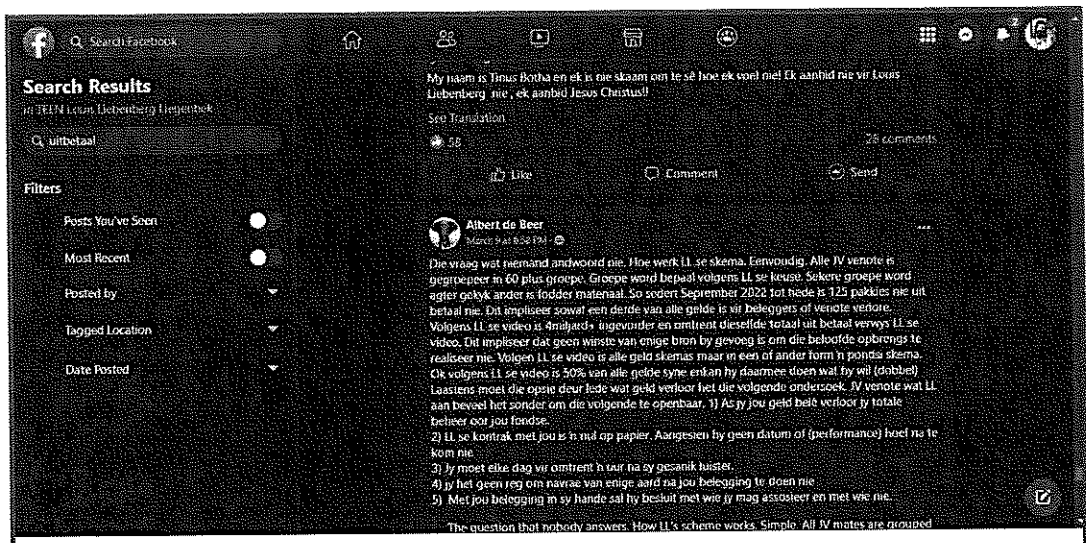 Search Facebook
2
Search Results
in TEEN Louis Liebenberg Liegenbek
uitbetaal
Filters
Posts You've Seen
Most Recent
Posted by
Tagged Location
Date Posted
My naam is Tinus Botha en ek is nie skaam om te sê hoe ek voel nie! Ek aanbid nie vir Louis
Liebenberg nie , ek aanbid Jesus Christus!!
See Translation
58
28 comments
Like
Comment
Send
Albert de Beer
March 9 at 6:52 PM
Die vraag wat niemand andwoord nie. Hoe werk LL se skema. Eenvoudig. Alle JV venote is
gegroepeer in 60 plus groepe. Groepe word bepaal volgens LL se keuse. Sekere groepe word
agter gekyk ander is fodder materiaal. So sedert September 2022 tot hede is 125 pakkies nie uit
betaal nie. Dit impliseer sowat een derde van alle gelde is vir beleggers of venote verlore.
Volgens LL se video is 4miljard+ ingevorder en omtrent dieselfde totaal uit betaal verwys LL se
video. Dit impliseer dat geen winste van enige bron by gevoeg is om die beloofde opbrengs te
realiseer nie. Volgen LL se video is alle geld skemas maar in een of ander form 'n pondsi skema.
Ok volgens LL se video is 50% van alle gelde syne en kan hy daarmee doen wat hy wil (dobbel)
Laastens moet die opsie deur lede wat geld verloor het die volgende ondersoek. JV venote wat LL
aan beveel het sonder om die volgende te openbaar. 1) As jy jou geld belê verloor jy totale
beheer oor jou fondse.
2) LL se kontrak met jou is 'n nul op papier. Aangesien hy geen datum of (performance) hoef na te
kom nie
3) Jy moet elke dag vir omtrent 'n uur na sy gesanik luister.
4) jy het geen reg om navrae van enige aard na jou belegging te doen nie
5) Met jou belegging in sy hande sal hy besluit met wie jy mag assosieer en met wie nie.
The question that nobody answers. How LL's scheme works. Simple. All JV mates are grouped